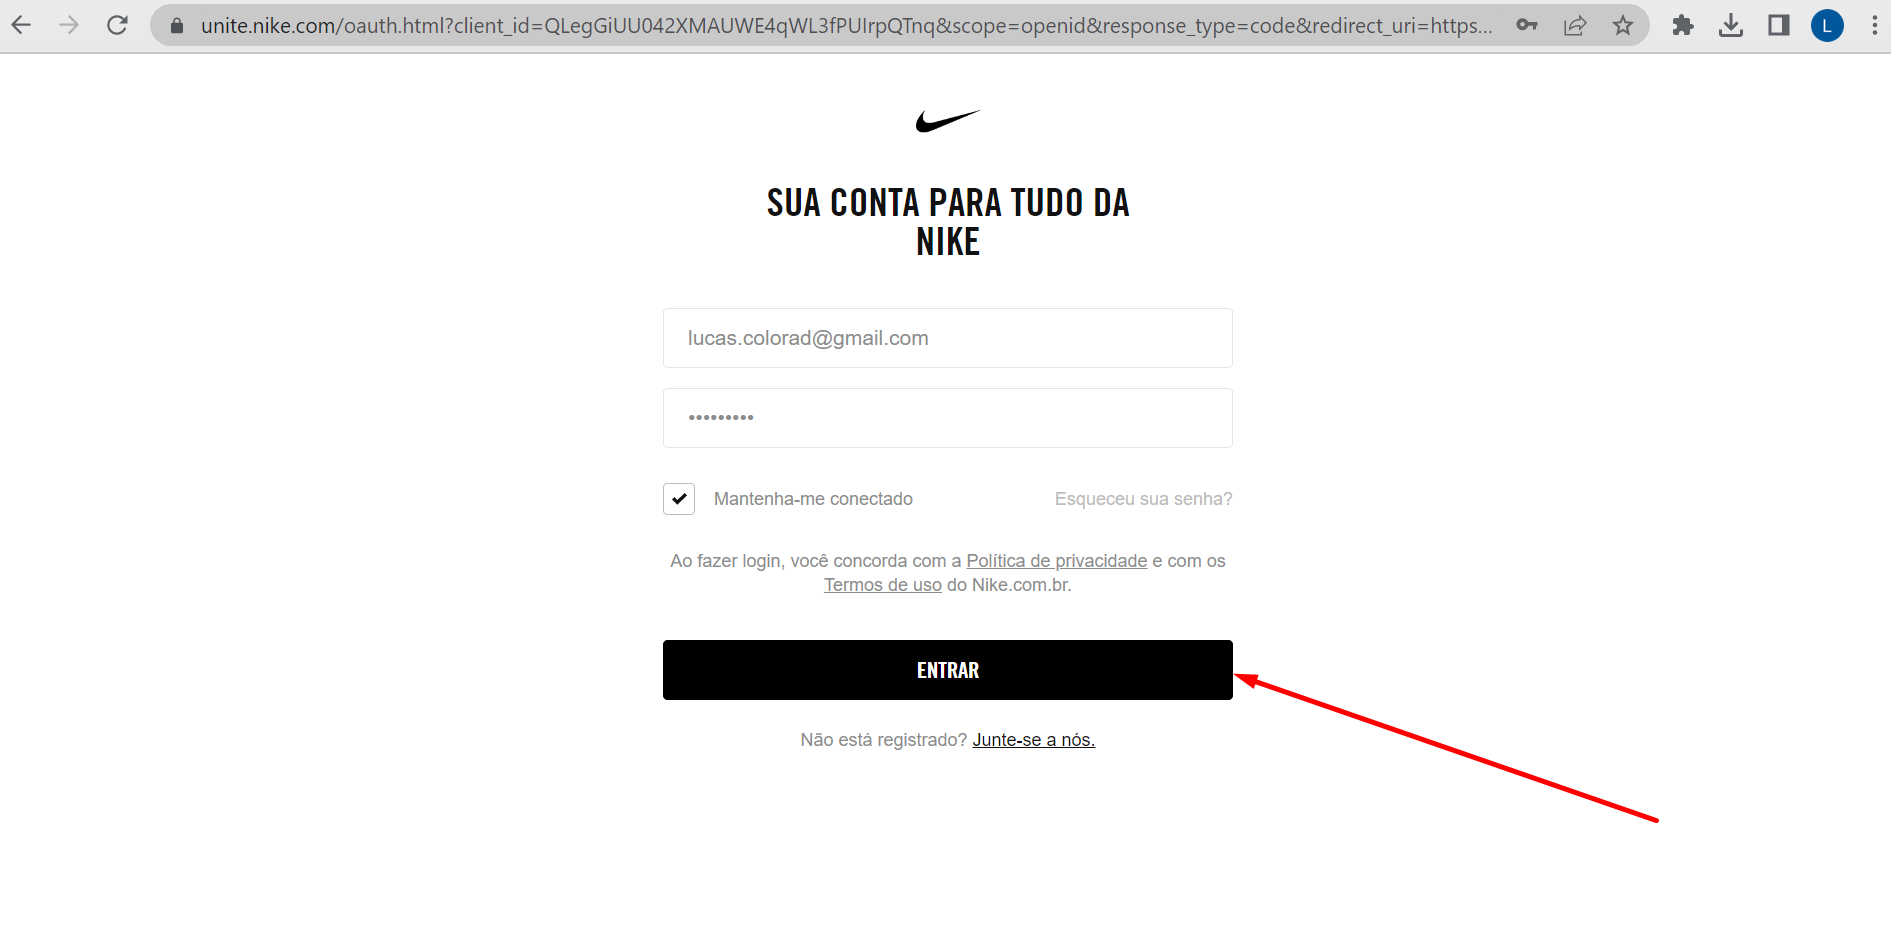 unite.nike.com/oauth.html?client_id=QLegGiUU042XMAUWE4qWL3fPUIrpQTnq&scope=openid&response_type=code&redirect_uri=https...
L
SUA CONTA PARA TUDO DA
NIKE
lucas.colorad@gmail.com
•••••••••
Mantenha-me conectado
Esqueceu sua senha?
Ao fazer login, você concorda com a Política de privacidade e com os
Termos de uso do Nike.com.br.
ENTRAR
Não está registrado? Junte-se a nós.